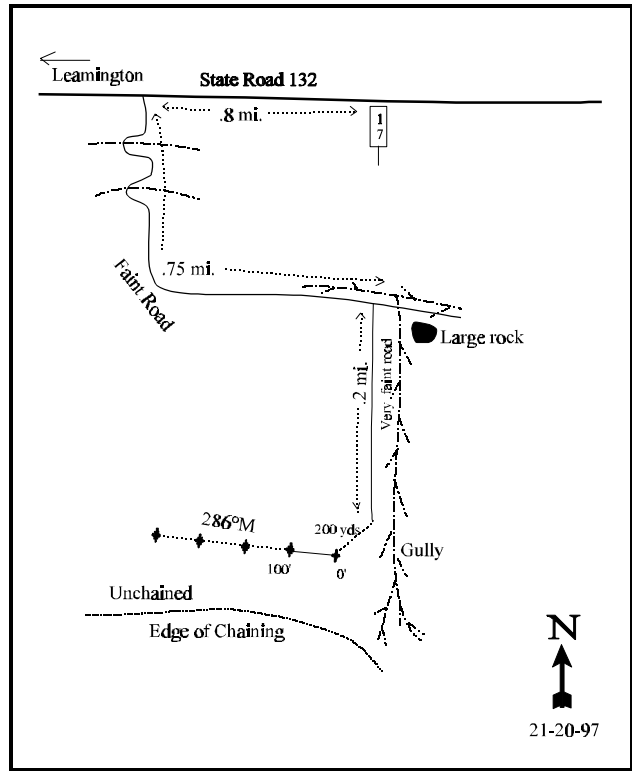 Leamington
State Road 132
.8 mi.
1
7
.75 mi.
Faint Road
Large rock
.2 mi.
Very faint road
286°M
200 yds
100'
0'
Gully
Unchained
Edge of Chaining
N
21-20-97